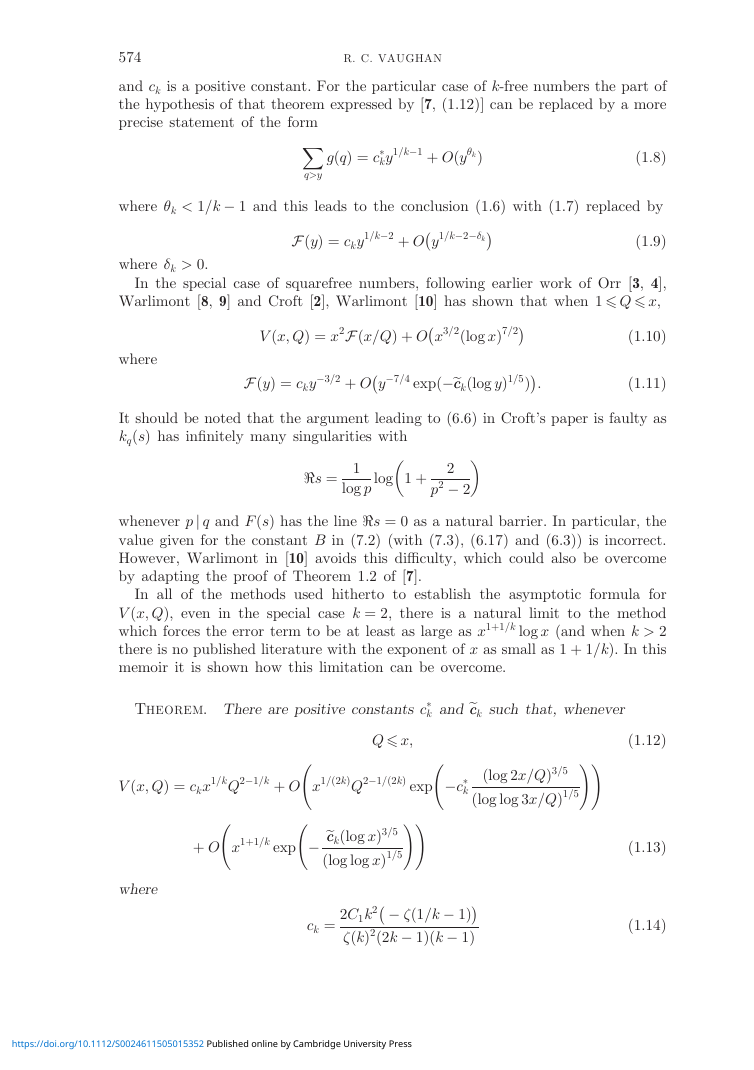 574 R. C. VAUGHAN
and c_k is a positive constant. For the particular case of k-free numbers the part of
the hypothesis of that theorem expressed by [7, (1.12)] can be replaced by a more
precise statement of the form
∑_{q>y} g(q) = c*_k y^{1/k−1} + O(y^{θ_k}) (1.8)
where θ_k < 1/k − 1 and this leads to the conclusion (1.6) with (1.7) replaced by
ℱ(y) = c_k y^{1/k−2} + O(y^{1/k−2−δ_k}) (1.9)
where δ_k > 0.
In the special case of squarefree numbers, following earlier work of Orr [3, 4],
Warlimont [8, 9] and Croft [2], Warlimont [10] has shown that when 1 ⩽ Q ⩽ x,
V(x, Q) = x^2 ℱ(x/Q) + O(x^{3/2}(log x)^{7/2}) (1.10)
where
ℱ(y) = c_k y^{−3/2} + O(y^{−7/4} exp(−c̃_k(log y)^{1/5})). (1.11)
It should be noted that the argument leading to (6.6) in Croft's paper is faulty as
k_q(s) has infinitely many singularities with
ℜs = \frac{1}{log p} log(1 + \frac{2}{p^2 − 2})
whenever p | q and F(s) has the line ℜs = 0 as a natural barrier. In particular, the
value given for the constant B in (7.2) (with (7.3), (6.17) and (6.3)) is incorrect.
However, Warlimont in [10] avoids this difficulty, which could also be overcome
by adapting the proof of Theorem 1.2 of [7].
In all of the methods used hitherto to establish the asymptotic formula for
V(x, Q), even in the special case k = 2, there is a natural limit to the method
which forces the error term to be at least as large as x^{1+1/k} log x (and when k > 2
there is no published literature with the exponent of x as small as 1 + 1/k). In this
memoir it is shown how this limitation can be overcome.
THEOREM. There are positive constants c*_k and c̃_k such that, whenever
Q ⩽ x, (1.12)
V(x, Q) = c_k x^{1/k} Q^{2−1/k} + O(x^{1/(2k)} Q^{2−1/(2k)} exp(−c*_k \frac{(log 2x/Q)^{3/5}}{(log log 3x/Q)^{1/5}}))
+ O(x^{1+1/k} exp(−\frac{c̃_k(log x)^{3/5}}{(log log x)^{1/5}})) (1.13)
where
c_k = \frac{2C_1 k^2(− ζ(1/k − 1))}{ζ(k)^2(2k − 1)(k − 1)} (1.14)
https://doi.org/10.1112/S0024611505015352 Published online by Cambridge University Press